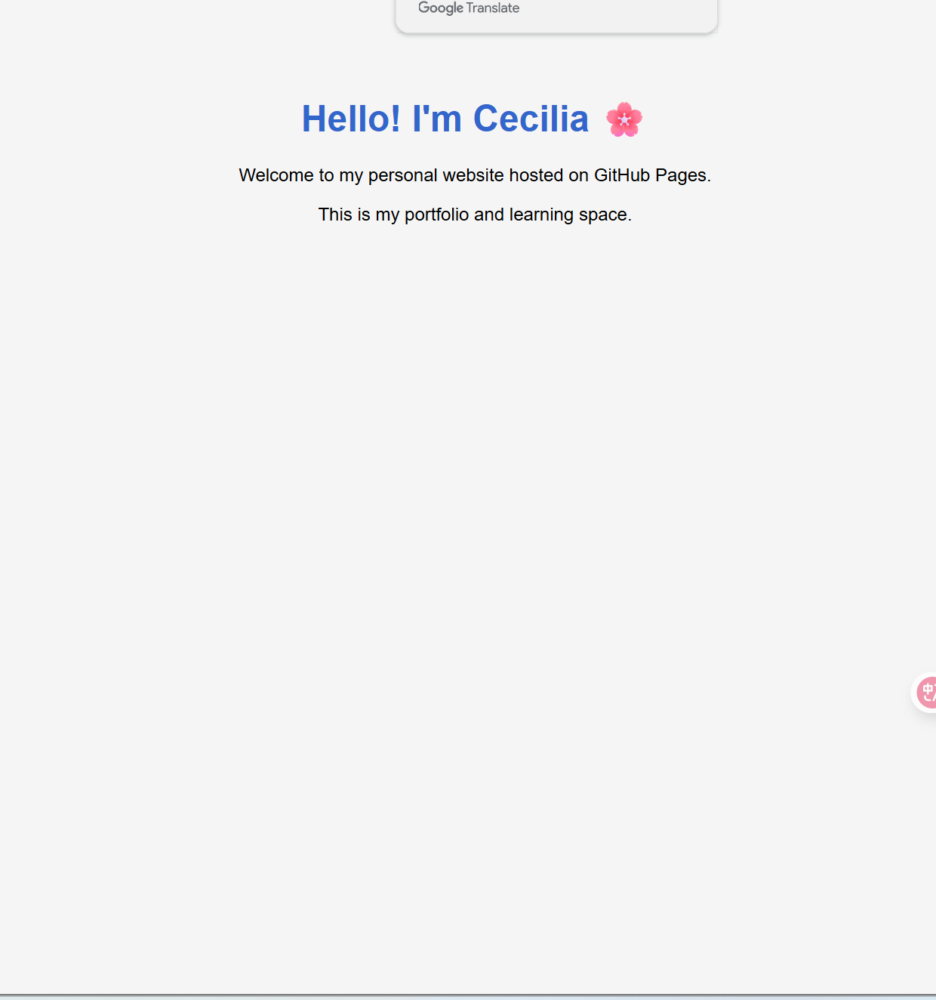 Google Translate
Hello! I'm Cecilia 🌸
Welcome to my personal website hosted on GitHub Pages.
This is my portfolio and learning space.
中